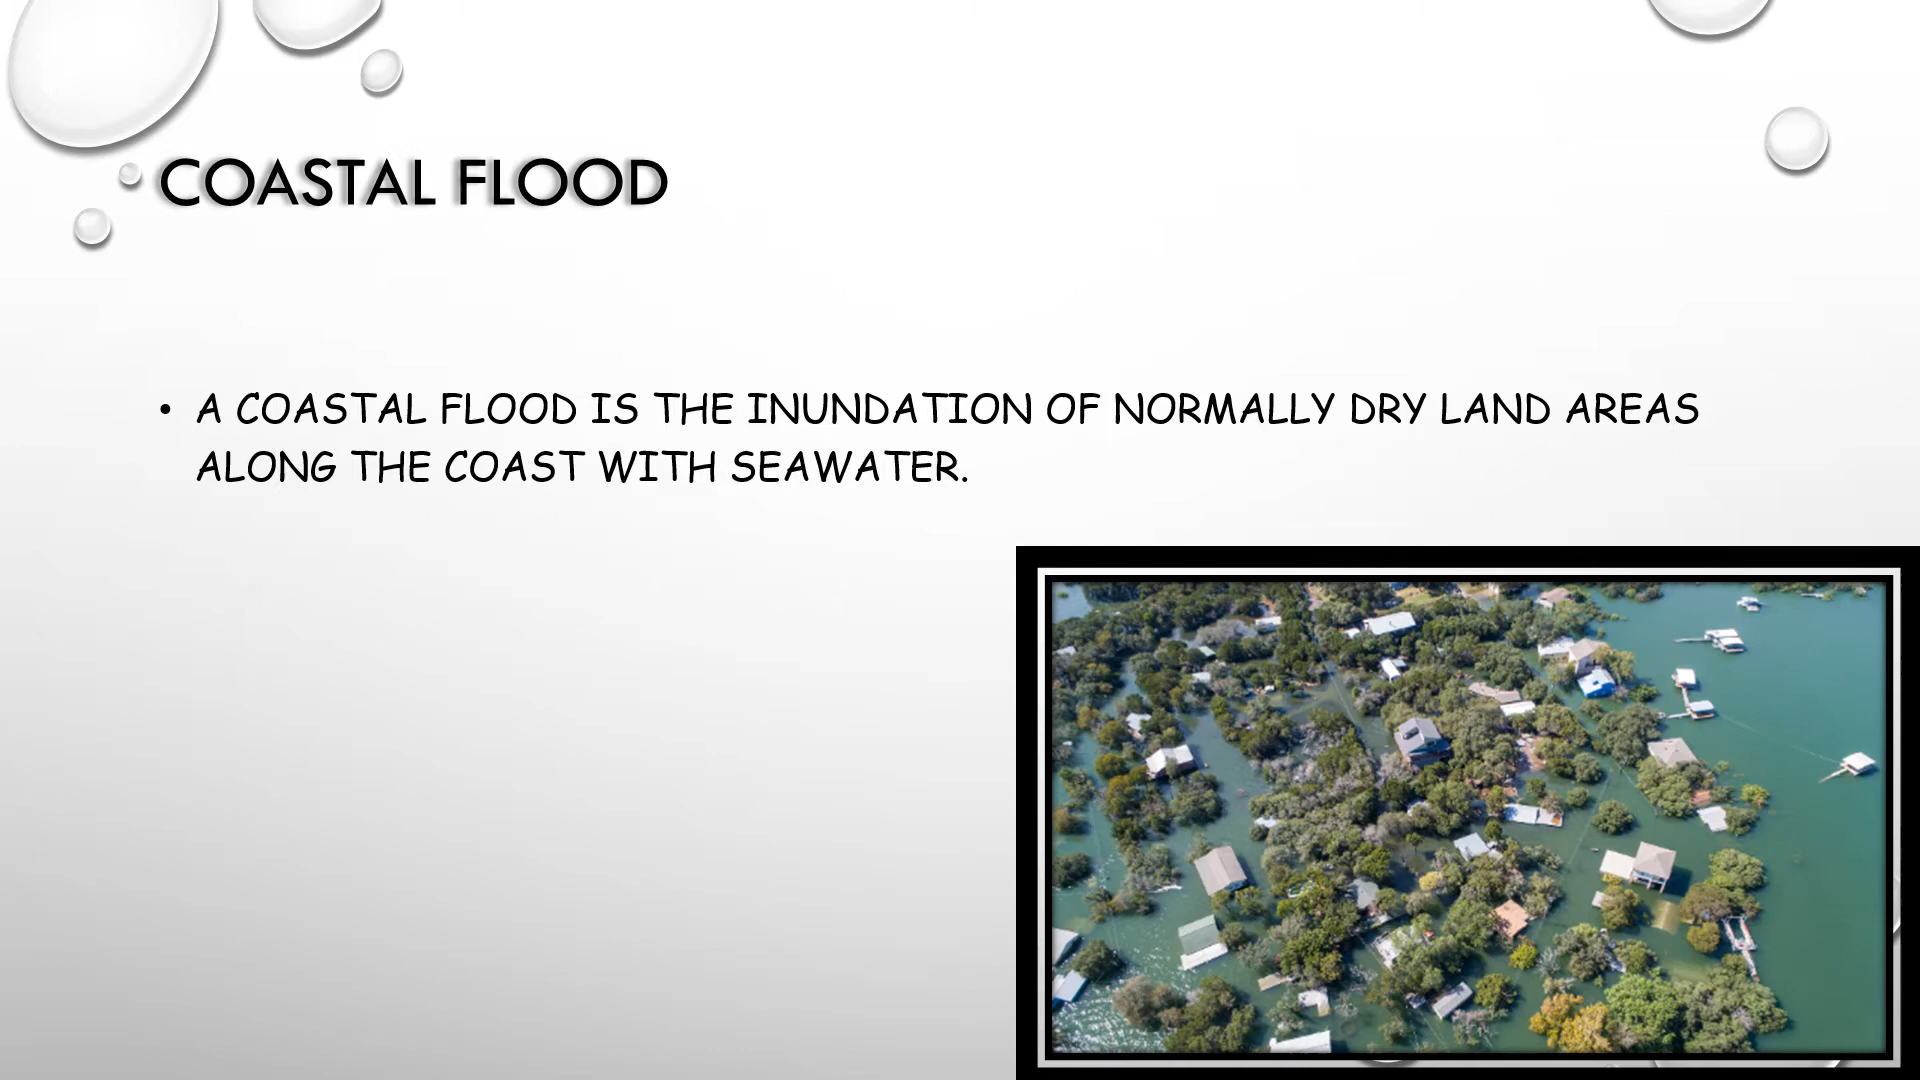 COASTAL FLOOD
• A COASTAL FLOOD IS THE INUNDATION OF NORMALLY DRY LAND AREAS
ALONG THE COAST WITH SEAWATER.